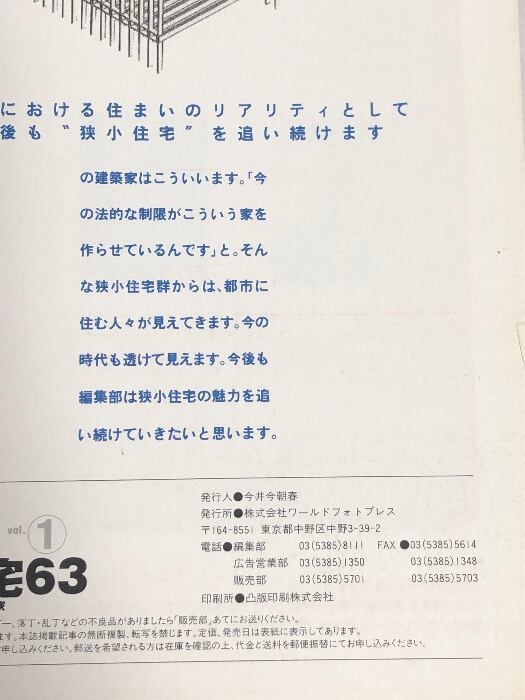 における住まいのリアリティとして
後も〝狭小住宅〟を追い続けます
の建築家はこういいます。「今
の法的な制限がこういう家を
作らせているんです」と。そん
な狭小住宅群からは、都市に
住む人々が見えてきます。今の
時代も透けて見えます。今後も
編集部は狭小住宅の魅力を追
い続けていきたいと思います。
発行人●今井今朝春
発行所●株式会社ワールドフォトプレス
〒164-8551 東京都中野区中野3-39-2
電話●編集部 03(5385)8111 FAX●03(5385)5614
広告営業部 03(5385)1350 03(5385)1348
販売部 03(5385)5701 03(5385)5703
印刷所●凸版印刷株式会社
vol. 1
宅63
家
一、落丁・乱丁などの不良品がありましたら「販売部」あてにお送りください。
ます。本誌掲載記事の無断複製、転写を禁じます。定価、発売日は表紙に表示してあります。
申し込みください。郵送を希望される方は在庫を確認の上、代金と送料を郵便振替にてお申し込みください。